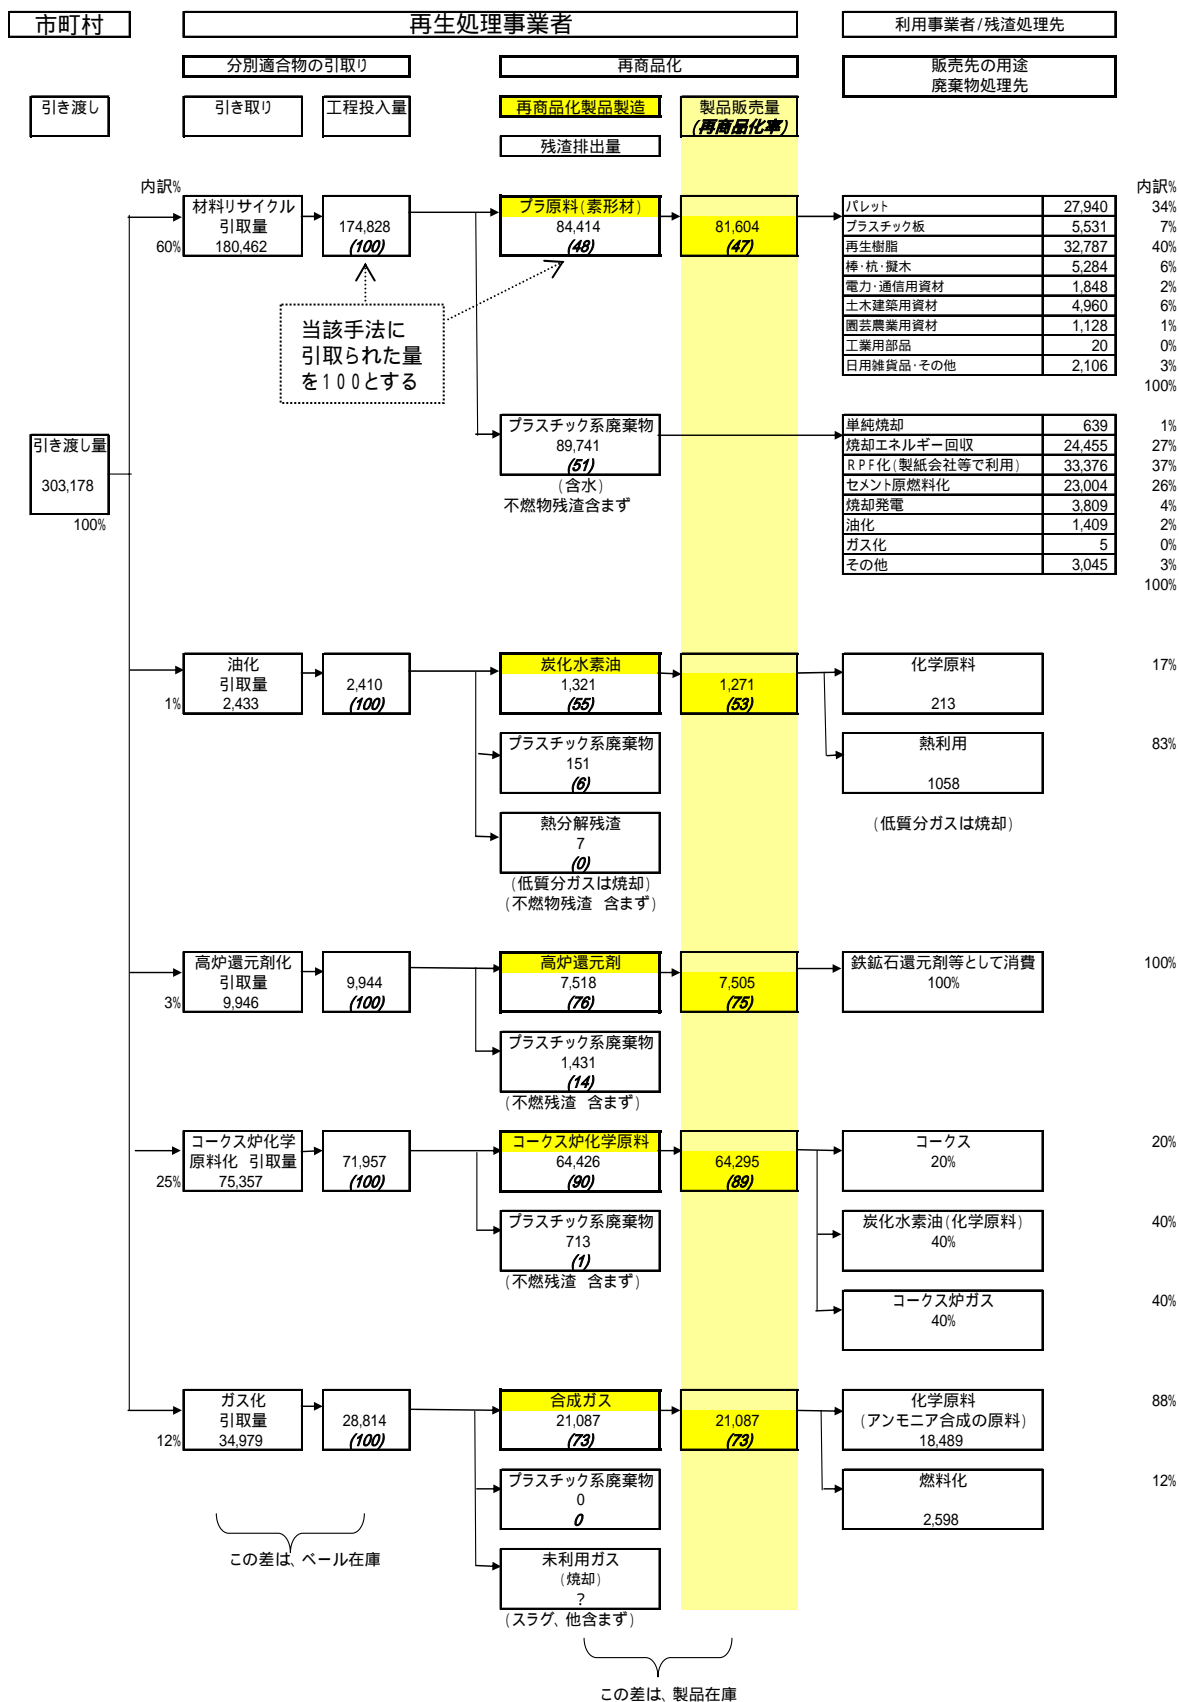 市町村
再生処理事業者
利用事業者/残渣処理先
分別適合物の引取り
再商品化
販売先の用途
廃棄物処理先
引き渡し
引き取り
工程投入量
再商品化製品製造
製品販売量
(再商品化率)
残渣排出量
内訳%
内訳%
材料リサイクル
引取量
180,462
60%
174,828
(100)
プラ原料(素形材)
84,414
(48)
81,604
(47)
パレット 27,940 34%
プラスチック板 5,531 7%
再生樹脂 32,787 40%
棒・杭・擬木 5,284 6%
電力・通信用資材 1,848 2%
土木建築用資材 4,960 6%
園芸農業用資材 1,128 1%
工業用部品 20 0%
日用雑貨品・その他 2,106 3%
100%
当該手法に
引取られた量
を100とする
引き渡し量
303,178
100%
プラスチック系廃棄物
89,741
(51)
(含水)
不燃物残渣含まず
単純焼却 639 1%
焼却エネルギー回収 24,455 27%
RPF化(製紙会社等で利用) 33,376 37%
セメント原燃料化 23,004 26%
焼却発電 3,809 4%
油化 1,409 2%
ガス化 5 0%
その他 3,045 3%
100%
油化
引取量
2,433
1%
2,410
(100)
炭化水素油
1,321
(55)
1,271
(53)
化学原料
213
17%
プラスチック系廃棄物
151
(6)
熱利用
1058
83%
熱分解残渣
7
(0)
(低質分ガスは焼却)
(低質分ガスは焼却)
(不燃物残渣 含まず)
高炉還元剤化
引取量
9,946
3%
9,944
(100)
高炉還元剤
7,518
(76)
7,505
(75)
鉄鉱石還元剤等として消費
100%
100%
プラスチック系廃棄物
1,431
(14)
(不燃残渣 含まず)
コークス炉化学
原料化 引取量
75,357
25%
71,957
(100)
コークス炉化学原料
64,426
(90)
64,295
(89)
コークス
20%
20%
プラスチック系廃棄物
713
(1)
(不燃残渣 含まず)
炭化水素油(化学原料)
40%
40%
コークス炉ガス
40%
40%
ガス化
引取量
34,979
12%
28,814
(100)
合成ガス
21,087
(73)
21,087
(73)
化学原料
(アンモニア合成の原料)
18,489
88%
プラスチック系廃棄物
0
0
燃料化
2,598
12%
この差は、ベール在庫
未利用ガス
(焼却)
?
(スラグ、他含まず)
この差は、製品在庫